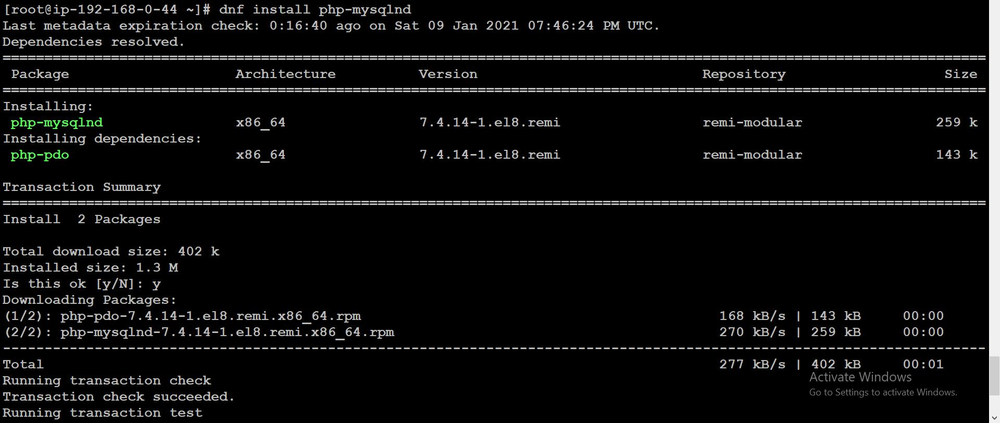 [root@ip-192-168-0-44 ~]# dnf install php-mysqlnd
Last metadata expiration check: 0:16:40 ago on Sat 09 Jan 2021 07:46:24 PM UTC.
Dependencies resolved.
======================================================================================================================
Package Architecture Version Repository Size
======================================================================================================================
Installing:
php-mysqlnd x86_64 7.4.14-1.el8.remi remi-modular 259 k
Installing dependencies:
php-pdo x86_64 7.4.14-1.el8.remi remi-modular 143 k
Transaction Summary
======================================================================================================================
Install  2 Packages
Total download size: 402 k
Installed size: 1.3 M
Is this ok [y/N]: y
Downloading Packages:
(1/2): php-pdo-7.4.14-1.el8.remi.x86_64.rpm 168 kB/s | 143 kB 00:00
(2/2): php-mysqlnd-7.4.14-1.el8.remi.x86_64.rpm 270 kB/s | 259 kB 00:00
----------------------------------------------------------------------------------------------------------------------
Total 277 kB/s | 402 kB 00:01
Running transaction check
Transaction check succeeded.
Running transaction test
Activate Windows
Go to Settings to activate Windows.